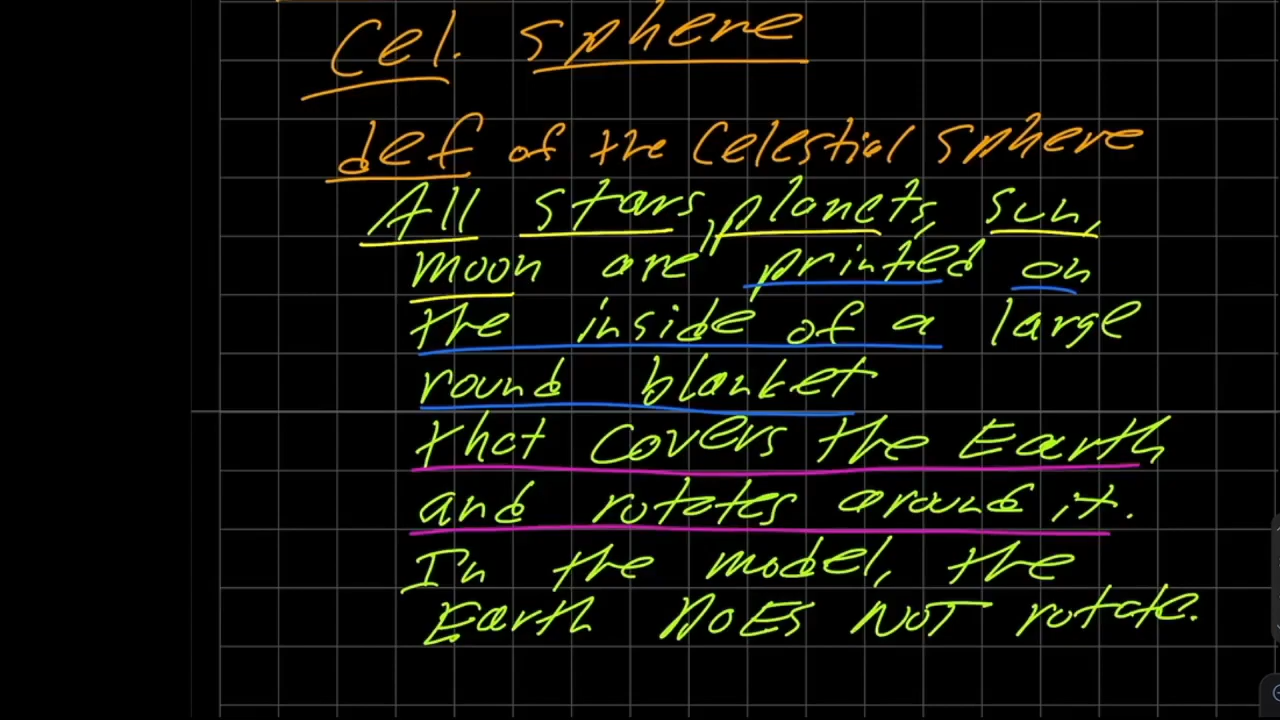 Cel. Sphere
def of the Celestial Sphere
All stars, planets, sun,
moon are printed on
the inside of a large
round blanket
that covers the Earth
and rotates around it.
In the model, the
Earth DOES NOT rotate.